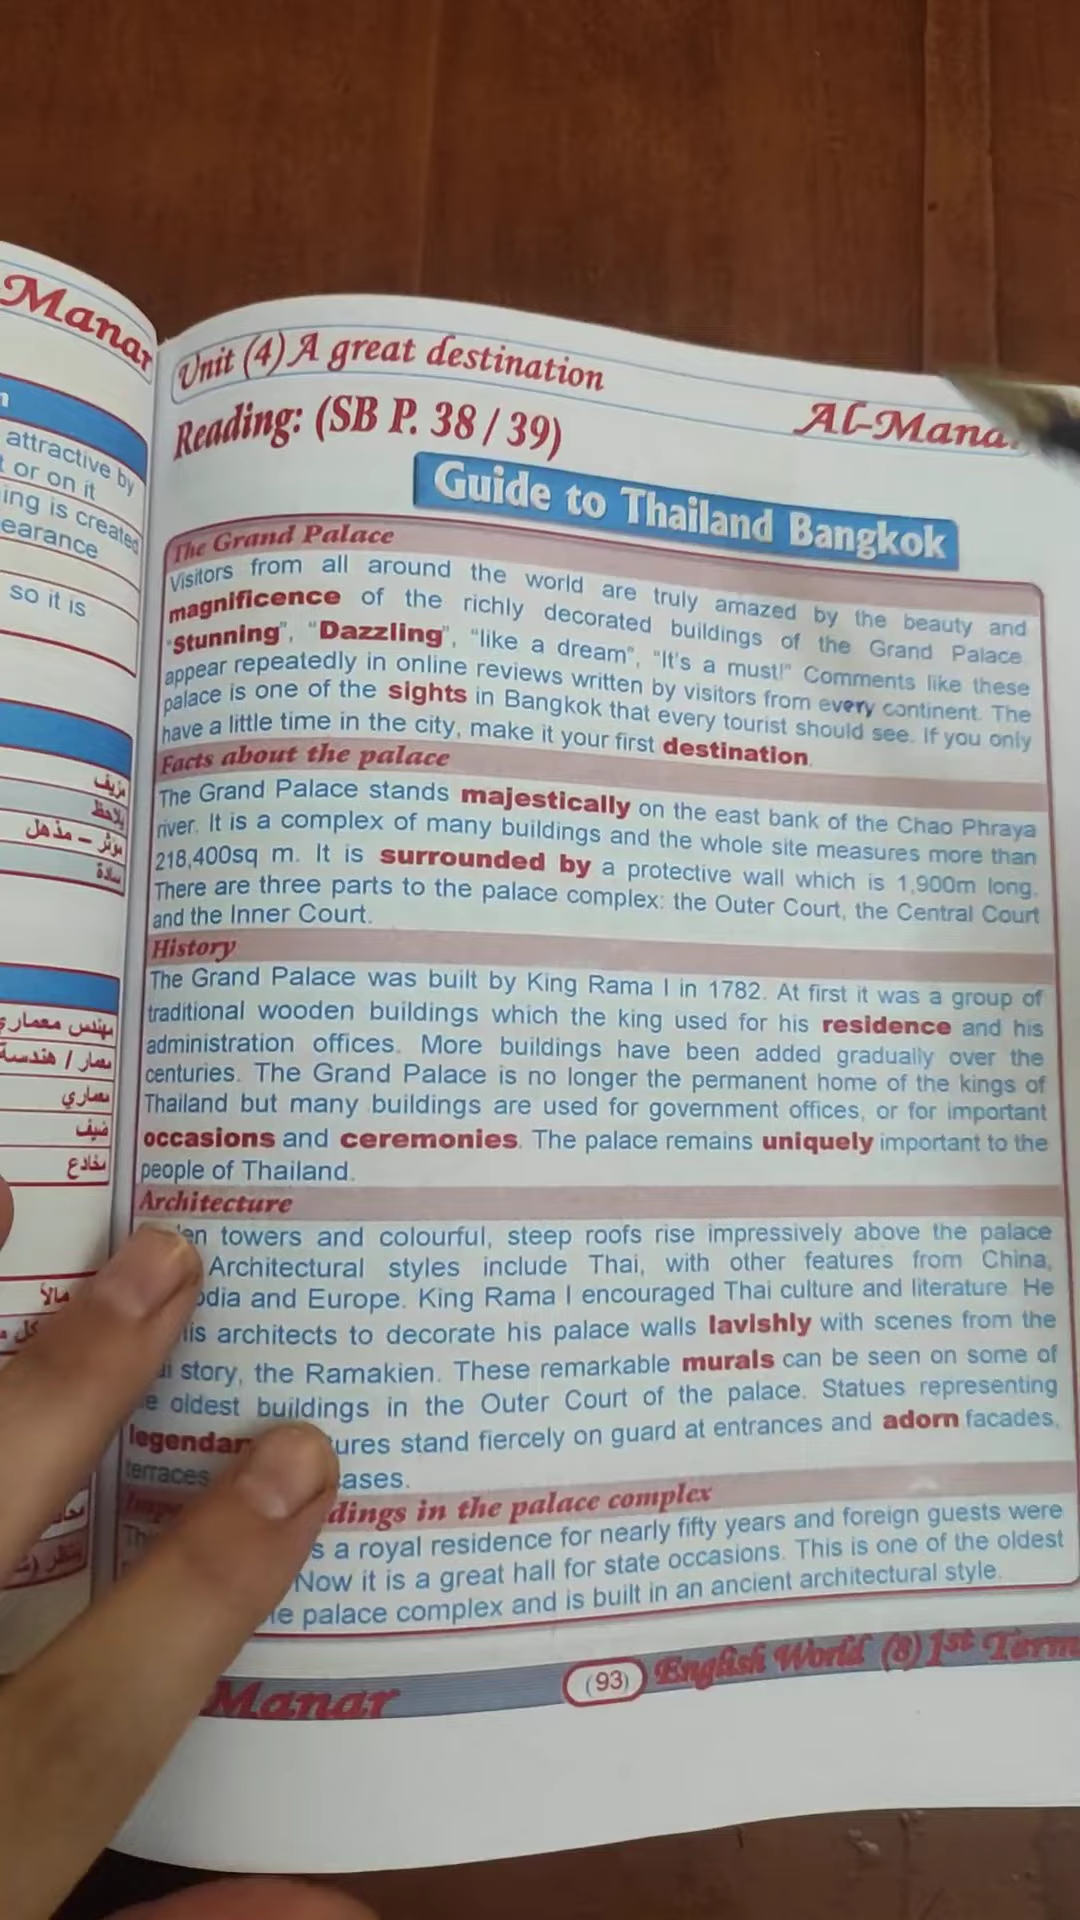 Manar
attractive by
t or on it
ing is created
earance
so it is
مزيف
يلاحظ
موثر – مذهل
سادة
مهندس معماري
معمار / هندسة
معماري
ضيف
مخادع
Unit (4) A great destination
Al-Mana
Reading: (SB P. 38 / 39)
Guide to Thailand Bangkok
The Grand Palace
Visitors from all around the world are truly amazed by the beauty and
magnificence of the richly decorated buildings of the Grand Palace.
"Stunning", "Dazzling", "like a dream", "It's a must!" Comments like these
appear repeatedly in online reviews written by visitors from every continent. The
palace is one of the sights in Bangkok that every tourist should see. If you only
have a little time in the city, make it your first destination.
Facts about the palace
The Grand Palace stands majestically on the east bank of the Chao Phraya
river. It is a complex of many buildings and the whole site measures more than
218,400sq m. It is surrounded by a protective wall which is 1,900m long.
There are three parts to the palace complex: the Outer Court, the Central Court
and the Inner Court.
History
The Grand Palace was built by King Rama I in 1782. At first it was a group of
traditional wooden buildings which the king used for his residence and his
administration offices. More buildings have been added gradually over the
centuries. The Grand Palace is no longer the permanent home of the kings of
Thailand but many buildings are used for government offices, or for important
occasions and ceremonies. The palace remains uniquely important to the
people of Thailand.
Architecture
en towers and colourful, steep roofs rise impressively above the palace
Architectural styles include Thai, with other features from China,
odia and Europe. King Rama I encouraged Thai culture and literature. He
is architects to decorate his palace walls lavishly with scenes from the
story, the Ramakien. These remarkable murals can be seen on some of
e oldest buildings in the Outer Court of the palace. Statues representing
legendar ures stand fiercely on guard at entrances and adorn facades,
terraces ases.
Imp dings in the palace complex
Th s a royal residence for nearly fifty years and foreign guests were
Now it is a great hall for state occasions. This is one of the oldest
e palace complex and is built in an ancient architectural style.
Manar
(93)
English World (8) 1st Term